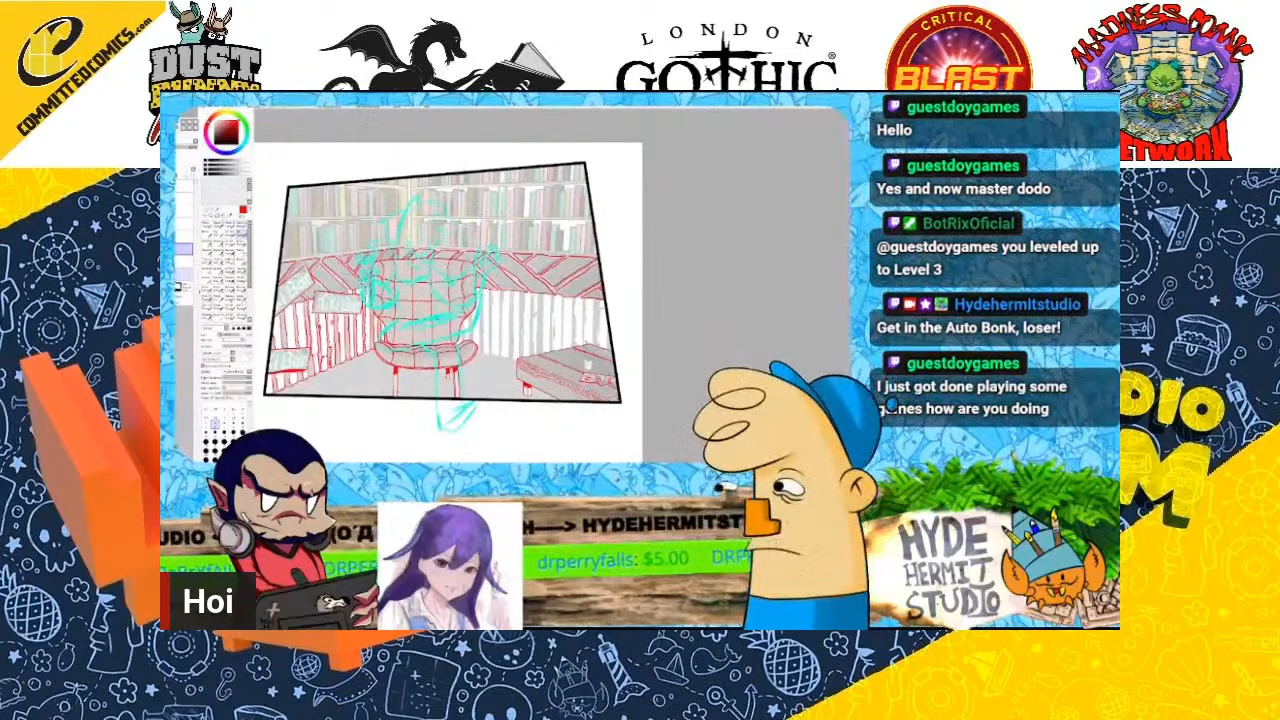 COMMITTEDCOMICS.com
DUST
LONDON
GOTHIC
CRITICAL
BLAST
MADNESS COMIC
NETWORK
guestdoygames
Hello
guestdoygames
Yes and now master dodo
BotRixOficial
@guestdoygames you leveled up
to Level 3
Hydehermitstudio
Get in the Auto Bonk, loser!
guestdoygames
I just got done playing some
games how are you doing
UDIO
HYDEHERMITST
drperryfalls: $5.00
Hoi
HYDE
HERMIT
STUDIO